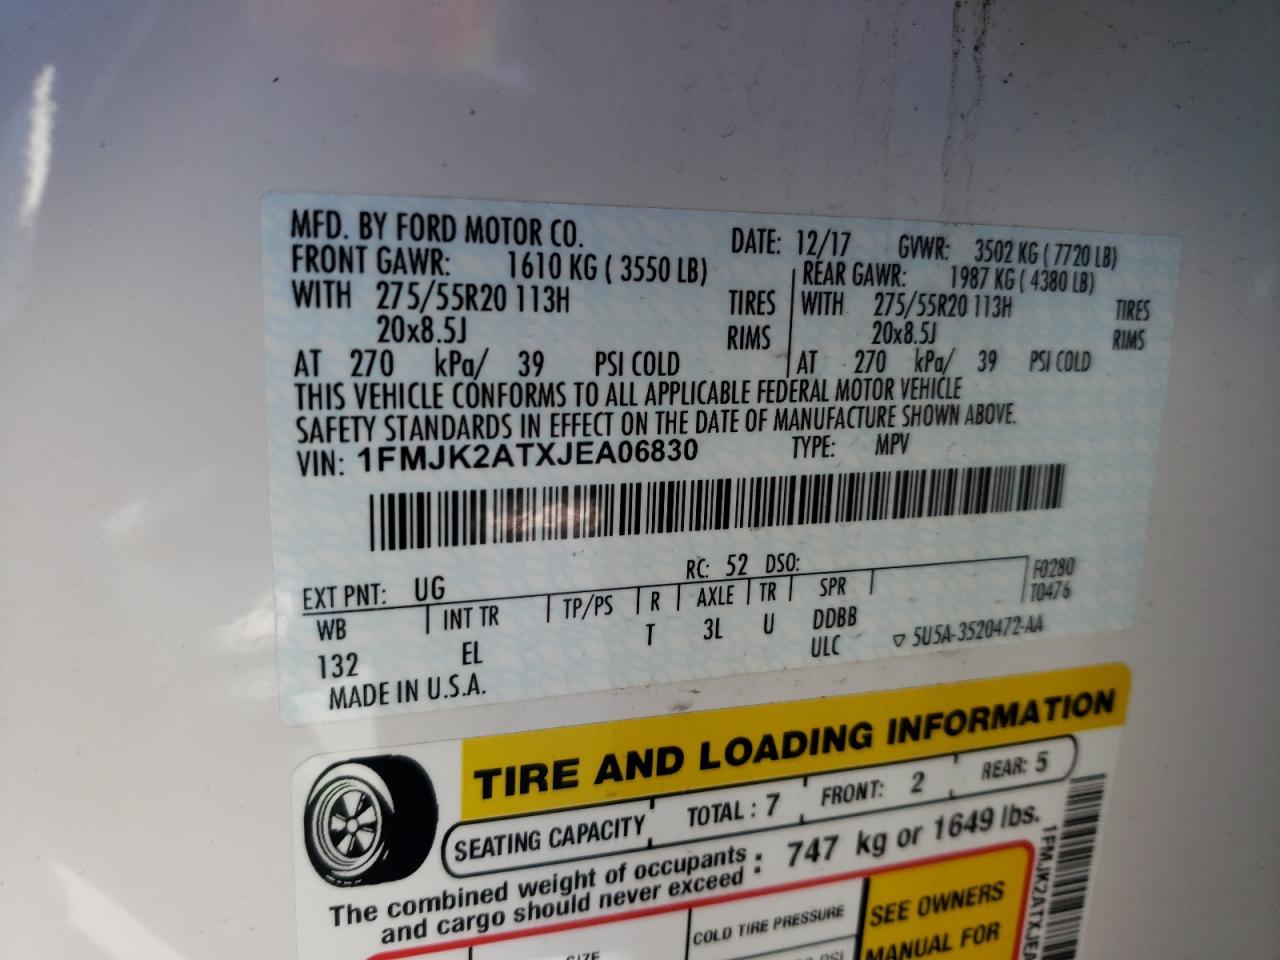 MFD. BY FORD MOTOR CO. DATE: 12/17 GVWR: 3502 KG ( 7720 LB)
FRONT GAWR: 1610 KG ( 3550 LB) REAR GAWR: 1987 KG ( 4380 LB)
WITH 275/55R20 113H TIRES WITH 275/55R20 113H TIRES
20x8.5J RIMS 20x8.5J RIMS
AT 270 kPa/ 39 PSI COLD AT 270 kPa/ 39 PSI COLD
THIS VEHICLE CONFORMS TO ALL APPLICABLE FEDERAL MOTOR VEHICLE
SAFETY STANDARDS IN EFFECT ON THE DATE OF MANUFACTURE SHOWN ABOVE.
VIN: 1FMJK2ATXJEA06830 TYPE: MPV
EXT PNT: UG RC: 52 DSO: F0280
WB INT TR TP/PS R AXLE TR SPR T0476
132 EL T 3L U DDBB
ULC ▽ 5U5A-3520472-AA
MADE IN U.S.A.
TIRE AND LOADING INFORMATION
SEATING CAPACITY TOTAL : 7 FRONT: 2 REAR: 5
The combined weight of occupants
and cargo should never exceed : 747 kg or 1649 lbs.
COLD TIRE PRESSURE
SEE OWNERS
MANUAL FOR
1FMJK2ATXJEA